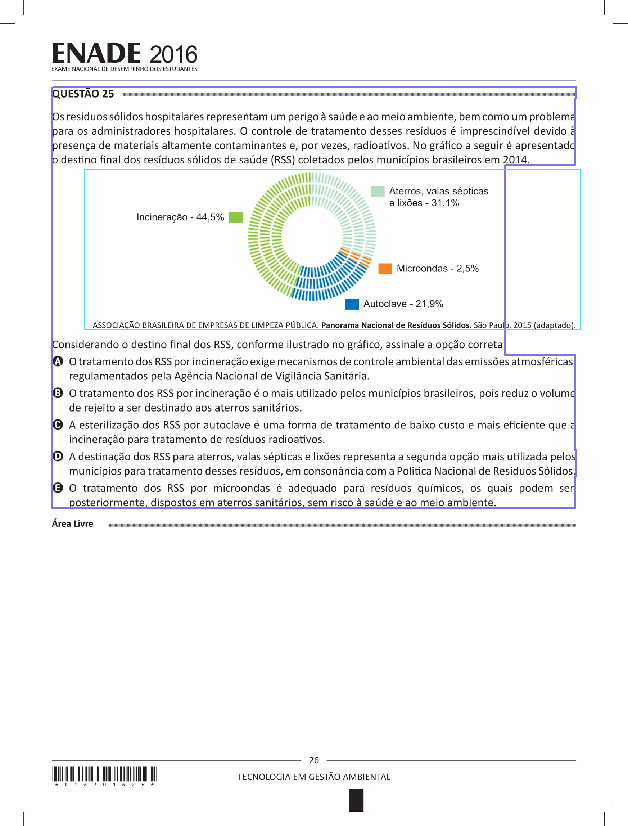 ENADE 2016
EXAME NACIONAL DE DESEMPENHO DOS ESTUDANTES
QUESTÃO 25
Os resíduos sólidos hospitalares representam um perigo à saúde e ao meio ambiente, bem como um problema
para os administradores hospitalares. O controle de tratamento desses resíduos é imprescindível devido à
presença de materiais altamente contaminantes e, por vezes, radioativos. No gráfico a seguir é apresentado
o destino final dos resíduos sólidos de saúde (RSS) coletados pelos municípios brasileiros em 2014.
Aterros, valas sépticas
e lixões - 31,1%
Incineração - 44,5%
Microondas - 2,5%
Autoclave - 21,9%
ASSOCIAÇÃO BRASILEIRA DE EMPRESAS DE LIMPEZA PÚBLICA. Panorama Nacional de Resíduos Sólidos. São Paulo, 2015 (adaptado).
Considerando o destino final dos RSS, conforme ilustrado no gráfico, assinale a opção correta
A O tratamento dos RSS por incineração exige mecanismos de controle ambiental das emissões atmosféricas
regulamentados pela Agência Nacional de Vigilância Sanitária.
B O tratamento dos RSS por incineração é o mais utilizado pelos municípios brasileiros, pois reduz o volume
de rejeito a ser destinado aos aterros sanitários.
C A esterilização dos RSS por autoclave é uma forma de tratamento de baixo custo e mais eficiente que a
incineração para tratamento de resíduos radioativos.
D A destinação dos RSS para aterros, valas sépticas e lixões representa a segunda opção mais utilizada pelos
municípios para tratamento desses resíduos, em consonância com a Política Nacional de Resíduos Sólidos.
E O tratamento dos RSS por microondas é adequado para resíduos químicos, os quais podem ser
posteriormente, dispostos em aterros sanitários, sem risco à saúde e ao meio ambiente.
Área Livre
26
TECNOLOGIA EM GESTÃO AMBIENTAL